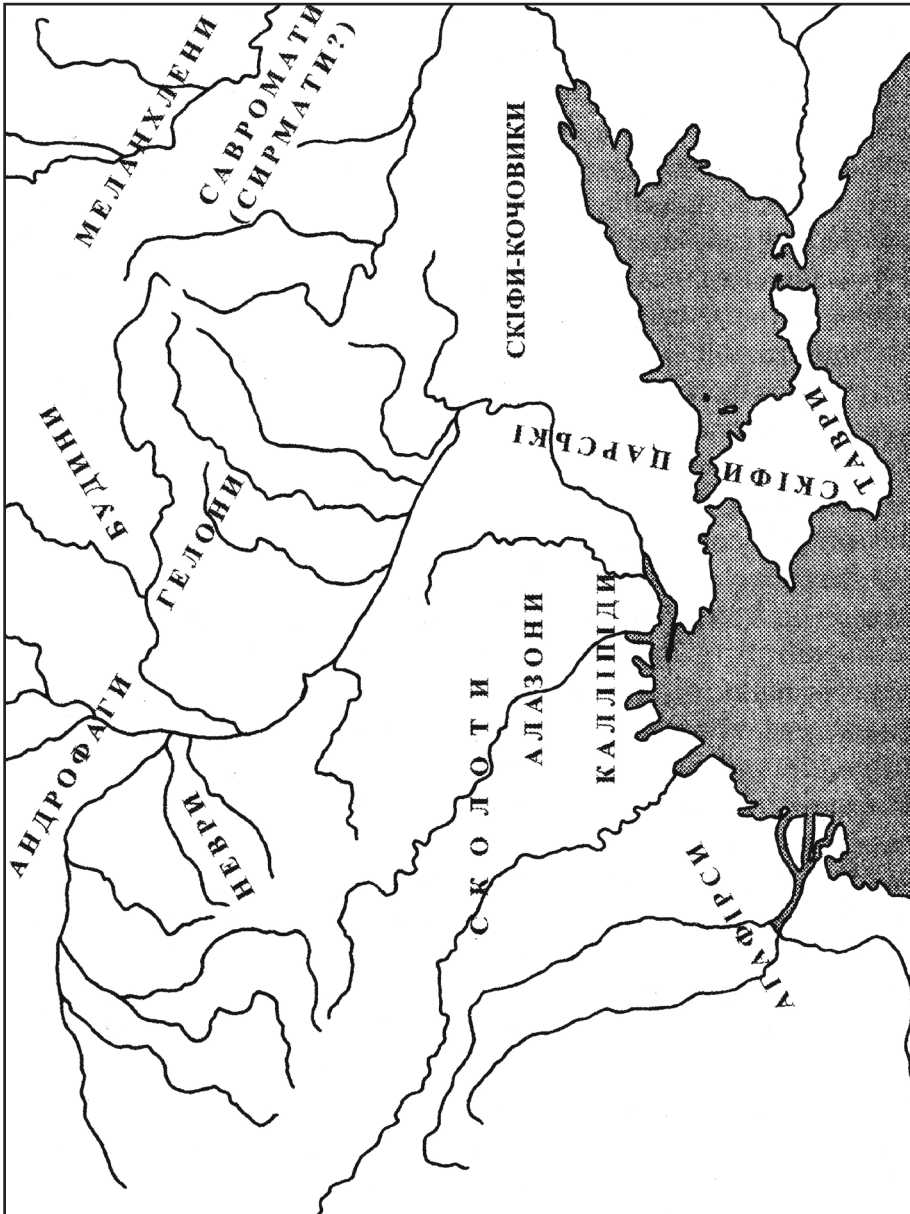 МЕЛАНХЛЕНИ
САВРОМАТИ
(СИРМАТИ?)
БУДИНИ
ГЕЛОНИ
АНДРОФАГИ
НЕВРИ
СКІФИ-КОЧОВИКИ
СКІФИ ЦАРСЬКІ
ТАВРИ
СКОЛОТИ
АЛАЗОНИ
КАЛЛІПІДИ
АГАФІРСИ